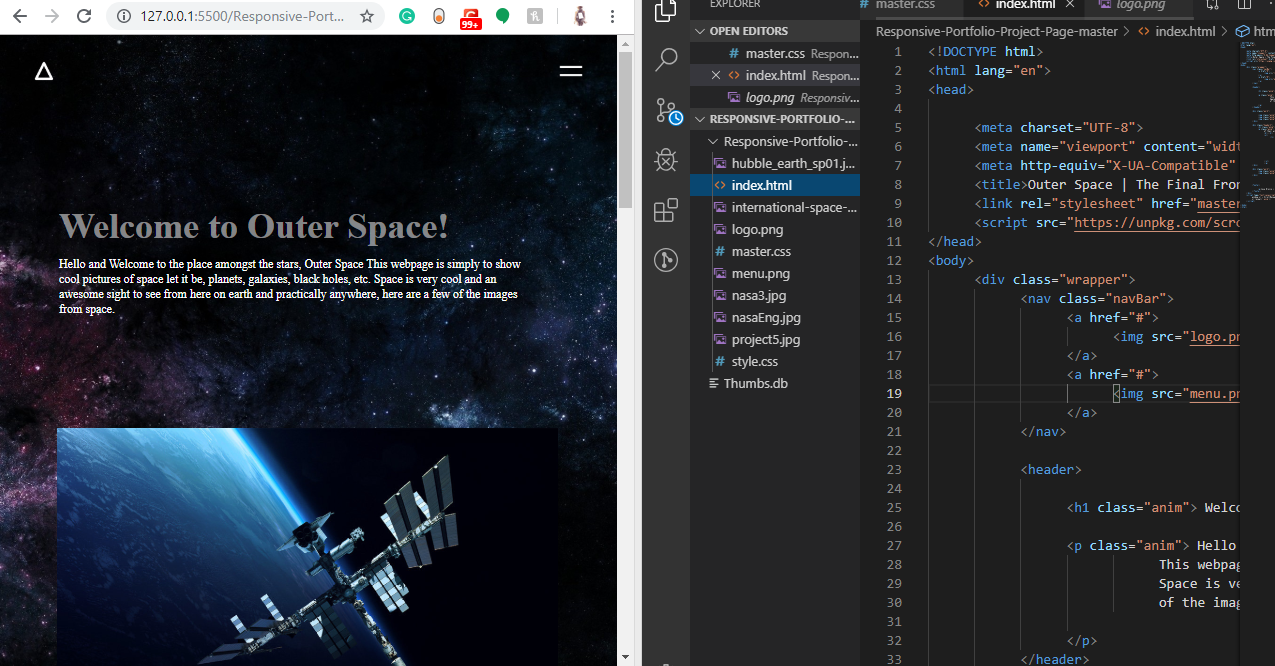 127.0.0.1:5500/Responsive-Port...
99+
Welcome to Outer Space!
Hello and Welcome to the place amongst the stars, Outer Space This webpage is simply to show
cool pictures of space let it be, planets, galaxies, black holes, etc. Space is very cool and an
awesome sight to see from here on earth and practically anywhere, here are a few of the images
from space.
EXPLORER
OPEN EDITORS
# master.css Respon...
index.html Respon...
logo.png Responsiv...
RESPONSIVE-PORTFOLIO-...
Responsive-Portfolio-...
hubble_earth_sp01.j...
index.html
international-space-...
logo.png
# master.css
menu.png
nasa3.jpg
nasaEng.jpg
project5.jpg
# style.css
Thumbs.db
# master.css <> index.html logo.png
Responsive-Portfolio-Project-Page-master > <> index.html > htm
1 <!DOCTYPE html>
2 <html lang="en">
3 <head>
4
5 <meta charset="UTF-8">
6 <meta name="viewport" content="widt
7 <meta http-equiv="X-UA-Compatible"
8 <title>Outer Space | The Final Fron
9 <link rel="stylesheet" href="master
10 <script src="https://unpkg.com/scro
11 </head>
12 <body>
13 <div class="wrapper">
14 <nav class="navBar">
15 <a href="#">
16 <img src="logo.pn
17 </a>
18 <a href="#">
19 <img src="menu.pn
20 </a>
21 </nav>
22
23 <header>
24
25 <h1 class="anim"> Welco
26
27 <p class="anim"> Hello
28 This webpag
29 Space is ve
30 of the imag
31
32 </p>
33 </header>